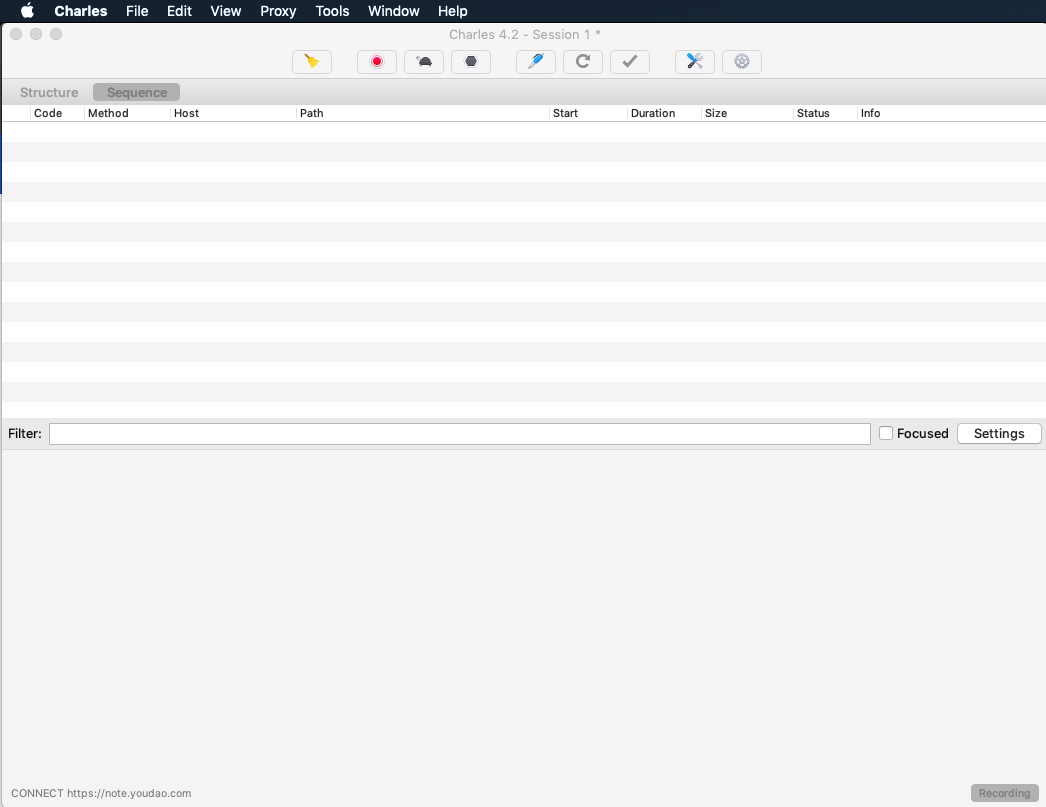 Charles File Edit View Proxy Tools Window Help
Charles 4.2 - Session 1 *
Structure Sequence
Code Method Host Path Start Duration Size Status Info
Filter: Focused Settings
CONNECT https://note.youdao.com Recording